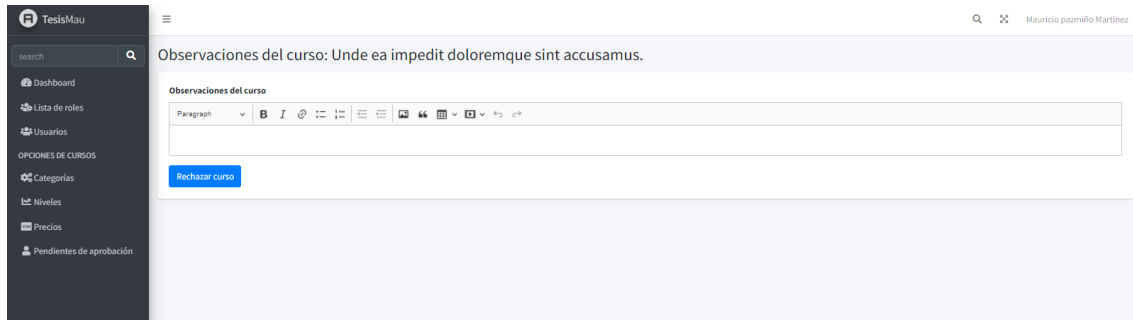 TesisMau
Mauricio pazmiño Martinez
search
Observaciones del curso: Unde ea impedit doloremque sint accusamus.
Dashboard
Lista de roles
Usuarios
OPCIONES DE CURSOS
Categorías
Niveles
Precios
Pendientes de aprobación
Observaciones del curso
Paragraph B I
Rechazar curso